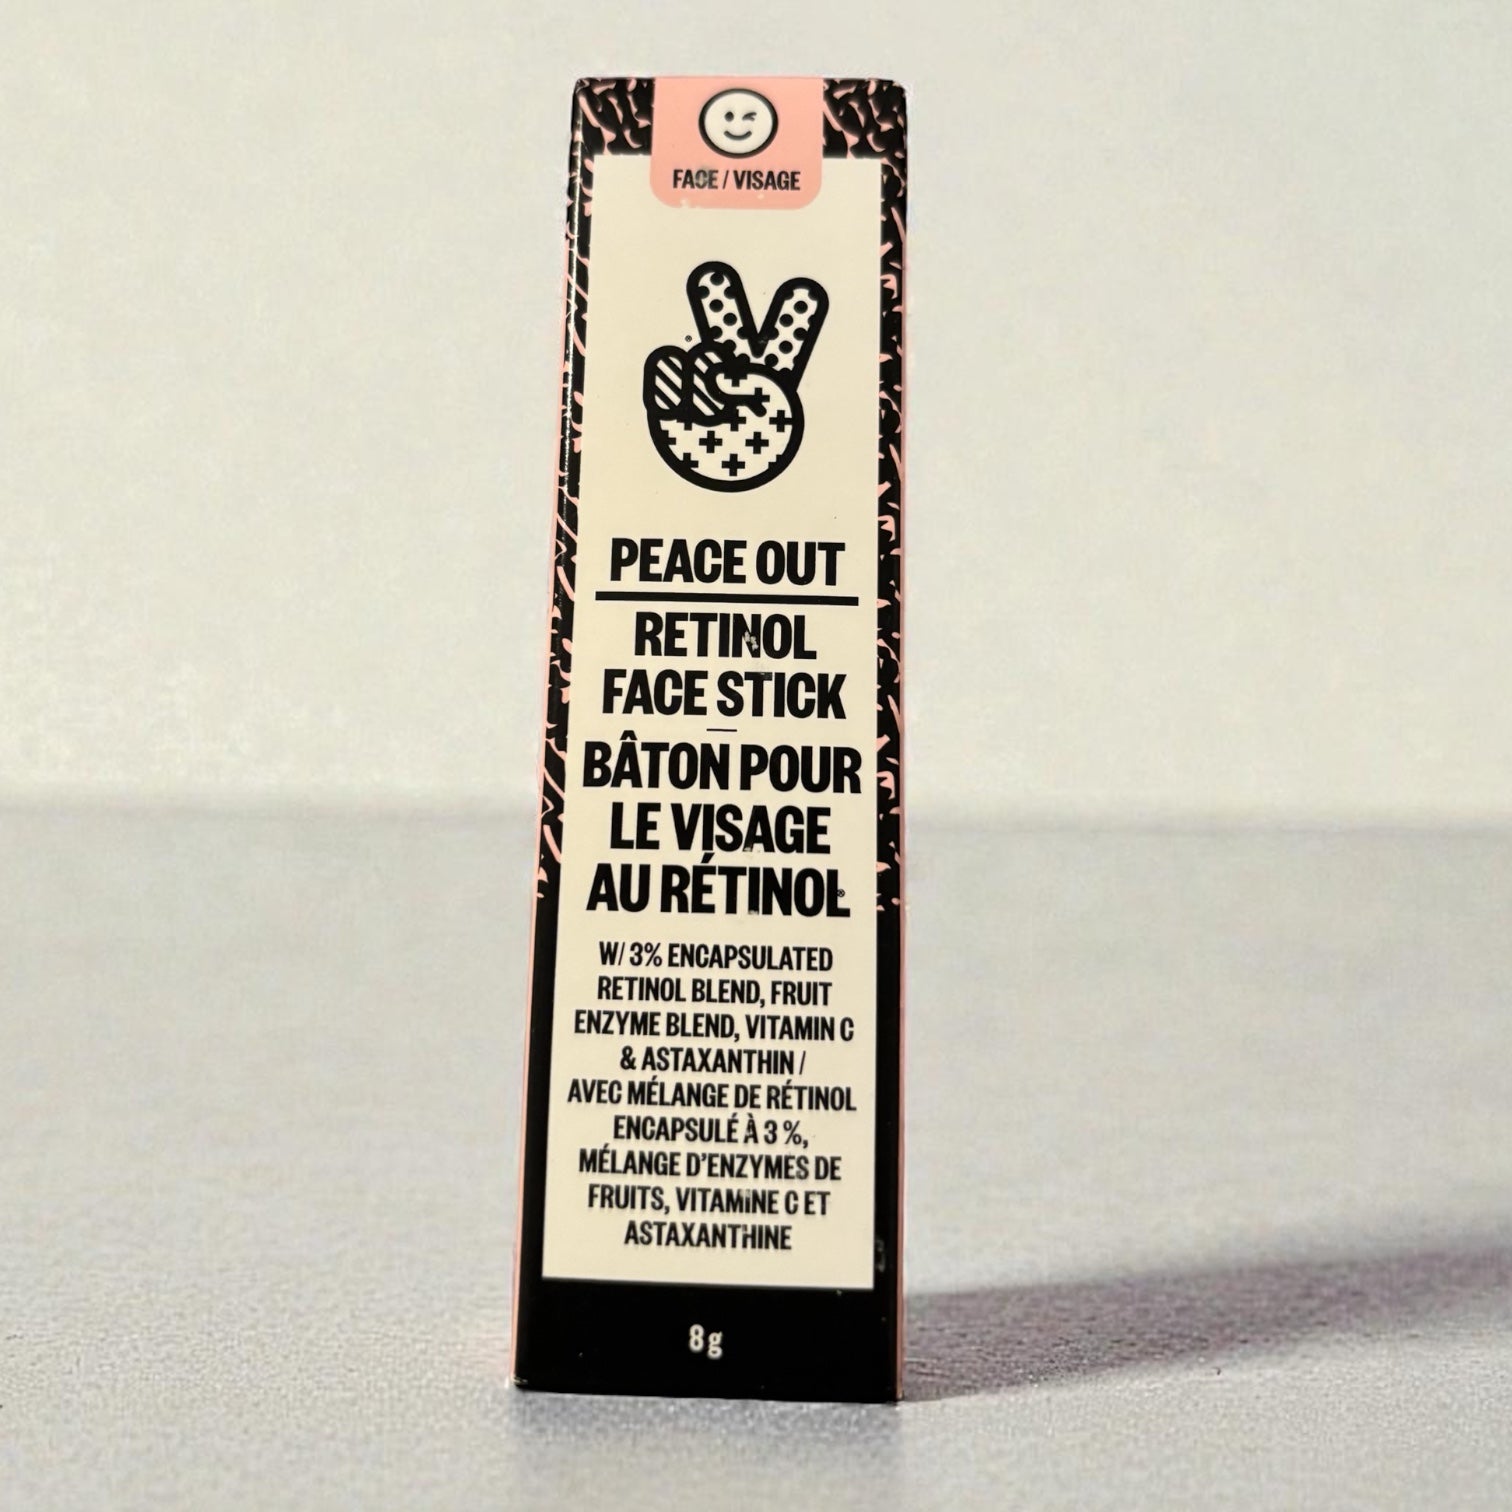 FACE / VISAGE
®
PEACE OUT
RETINOL
FACE STICK
BÂTON POUR
LE VISAGE
AU RÉTINOL®
W/ 3% ENCAPSULATED
RETINOL BLEND, FRUIT
ENZYME BLEND, VITAMIN C
& ASTAXANTHIN /
AVEC MÉLANGE DE RÉTINOL
ENCAPSULÉ À 3 %,
MÉLANGE D'ENZYMES DE
FRUITS, VITAMINE C ET
ASTAXANTHINE
8 g